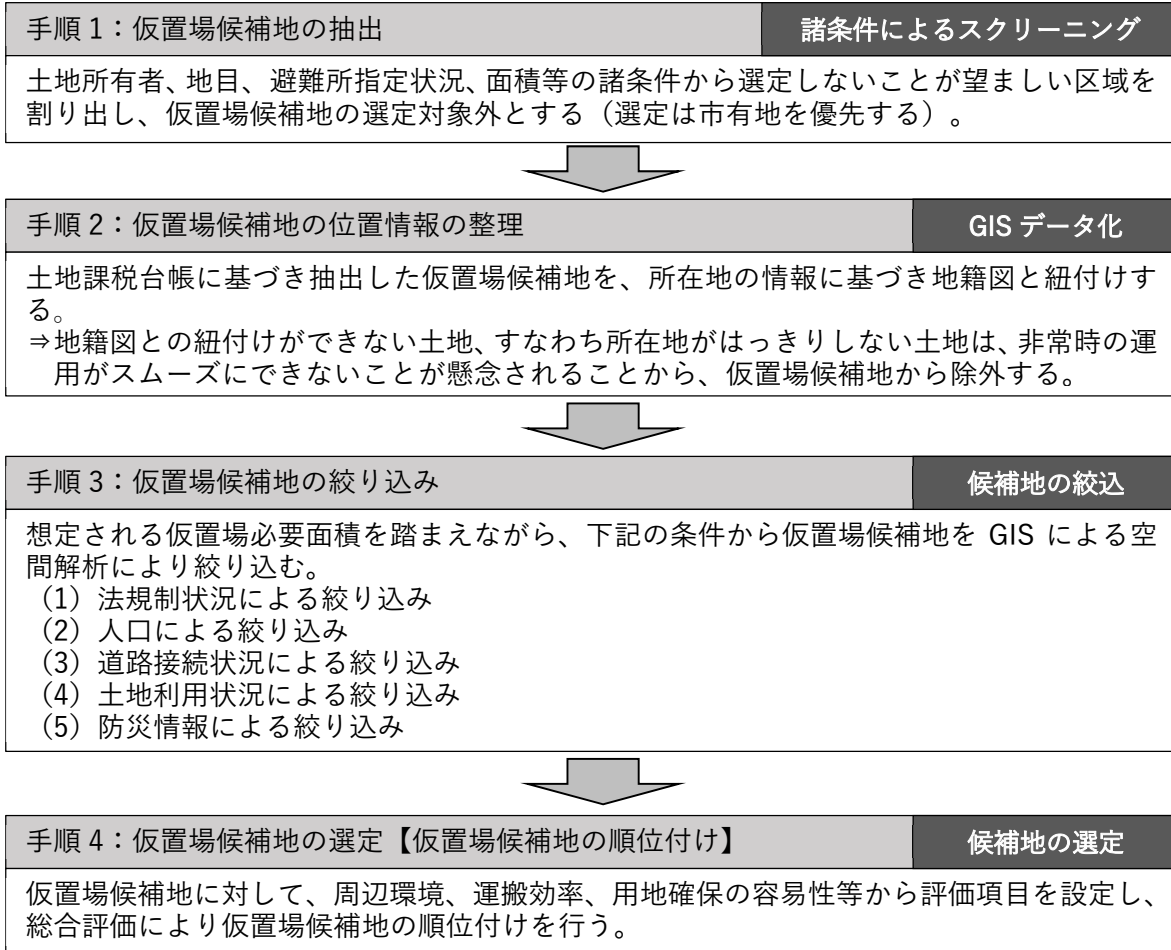 手順1：仮置場候補地の抽出
諸条件によるスクリーニング
土地所有者、地目、避難所指定状況、面積等の諸条件から選定しないことが望ましい区域を
割り出し、仮置場候補地の選定対象外とする（選定は市有地を優先する）。
手順2：仮置場候補地の位置情報の整理
GIS データ化
土地課税台帳に基づき抽出した仮置場候補地を、所在地の情報に基づき地籍図と紐付けす
る。
⇒地籍図との紐付けができない土地、すなわち所在地がはっきりしない土地は、非常時の運
用がスムーズにできないことが懸念されることから、仮置場候補地から除外する。
手順3：仮置場候補地の絞り込み
候補地の絞込
想定される仮置場必要面積を踏まえながら、下記の条件から仮置場候補地を GIS による空
間解析により絞り込む。
（1）法規制状況による絞り込み
（2）人口による絞り込み
（3）道路接続状況による絞り込み
（4）土地利用状況による絞り込み
（5）防災情報による絞り込み
手順4：仮置場候補地の選定【仮置場候補地の順位付け】
候補地の選定
仮置場候補地に対して、周辺環境、運搬効率、用地確保の容易性等から評価項目を設定し、
総合評価により仮置場候補地の順位付けを行う。